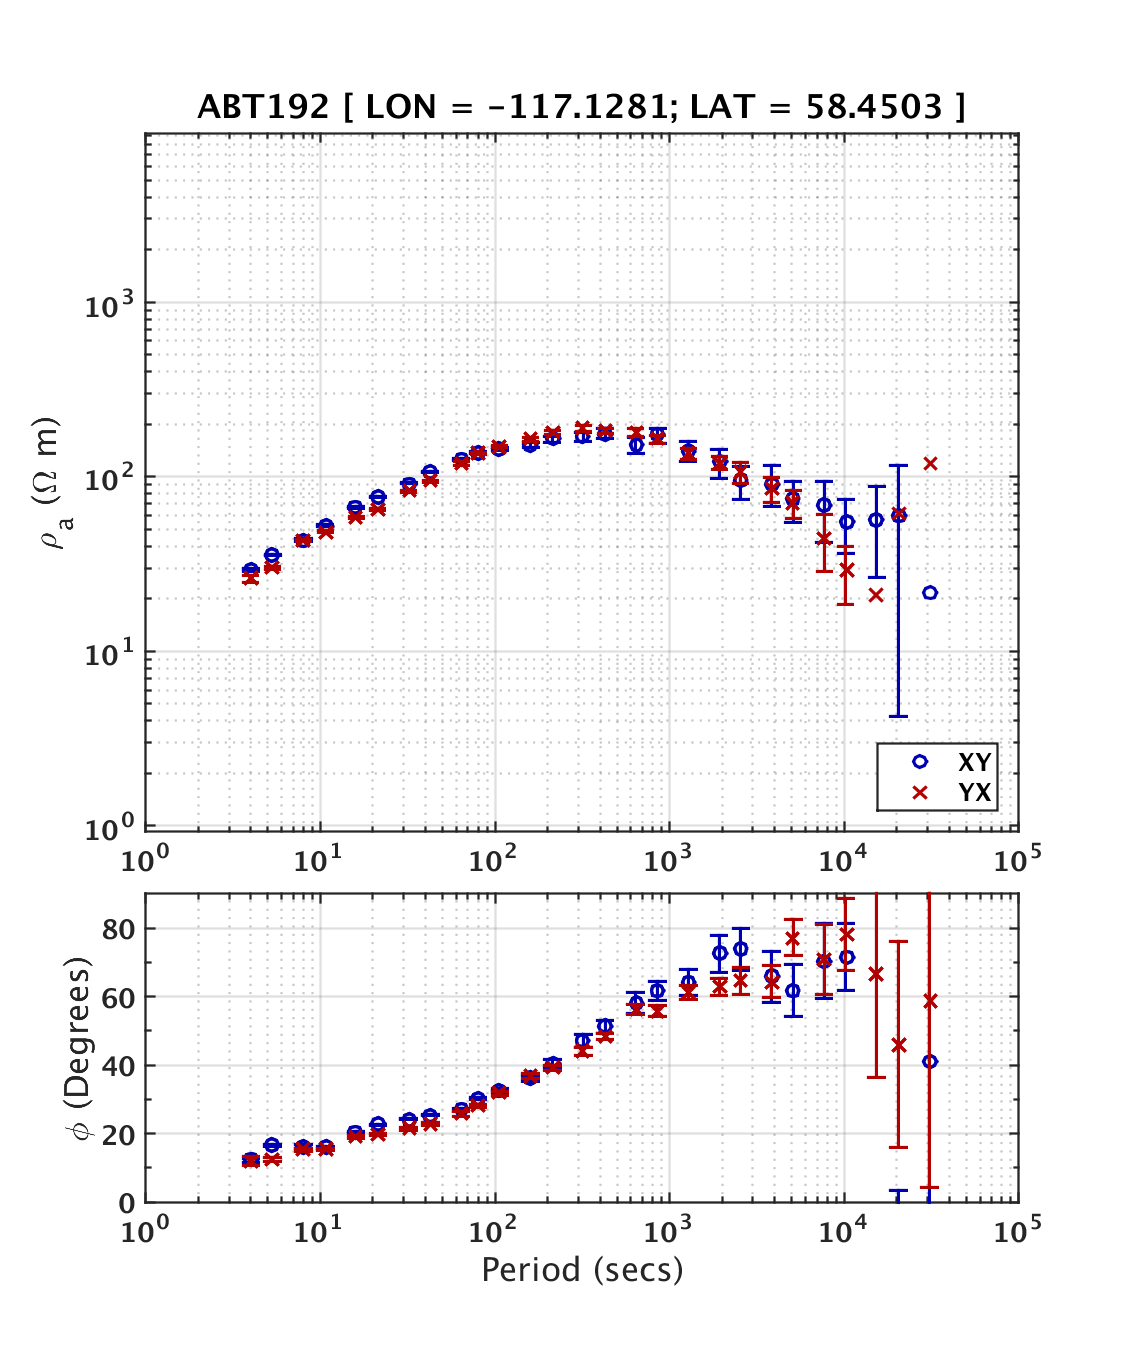 ABT192 [ LON = -117.1281; LAT = 58.4503 ]
10³
10²
10¹
10⁰
ρa (Ω m)
XY
YX
10⁰ 10¹ 10² 10³ 10⁴ 10⁵
80
60
40
20
0
ϕ (Degrees)
10⁰ 10¹ 10² 10³ 10⁴ 10⁵
Period (secs)